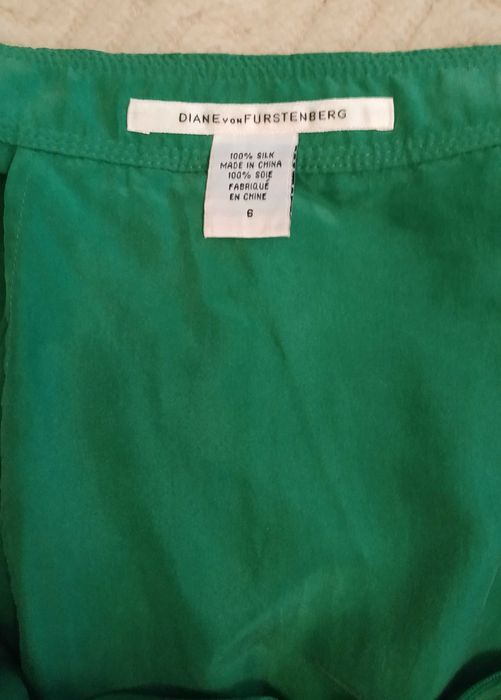 DIANE VON FURSTENBERG
100% SILK
MADE IN CHINA
100% SOIE
FABRIQUÉ
EN CHINE
6